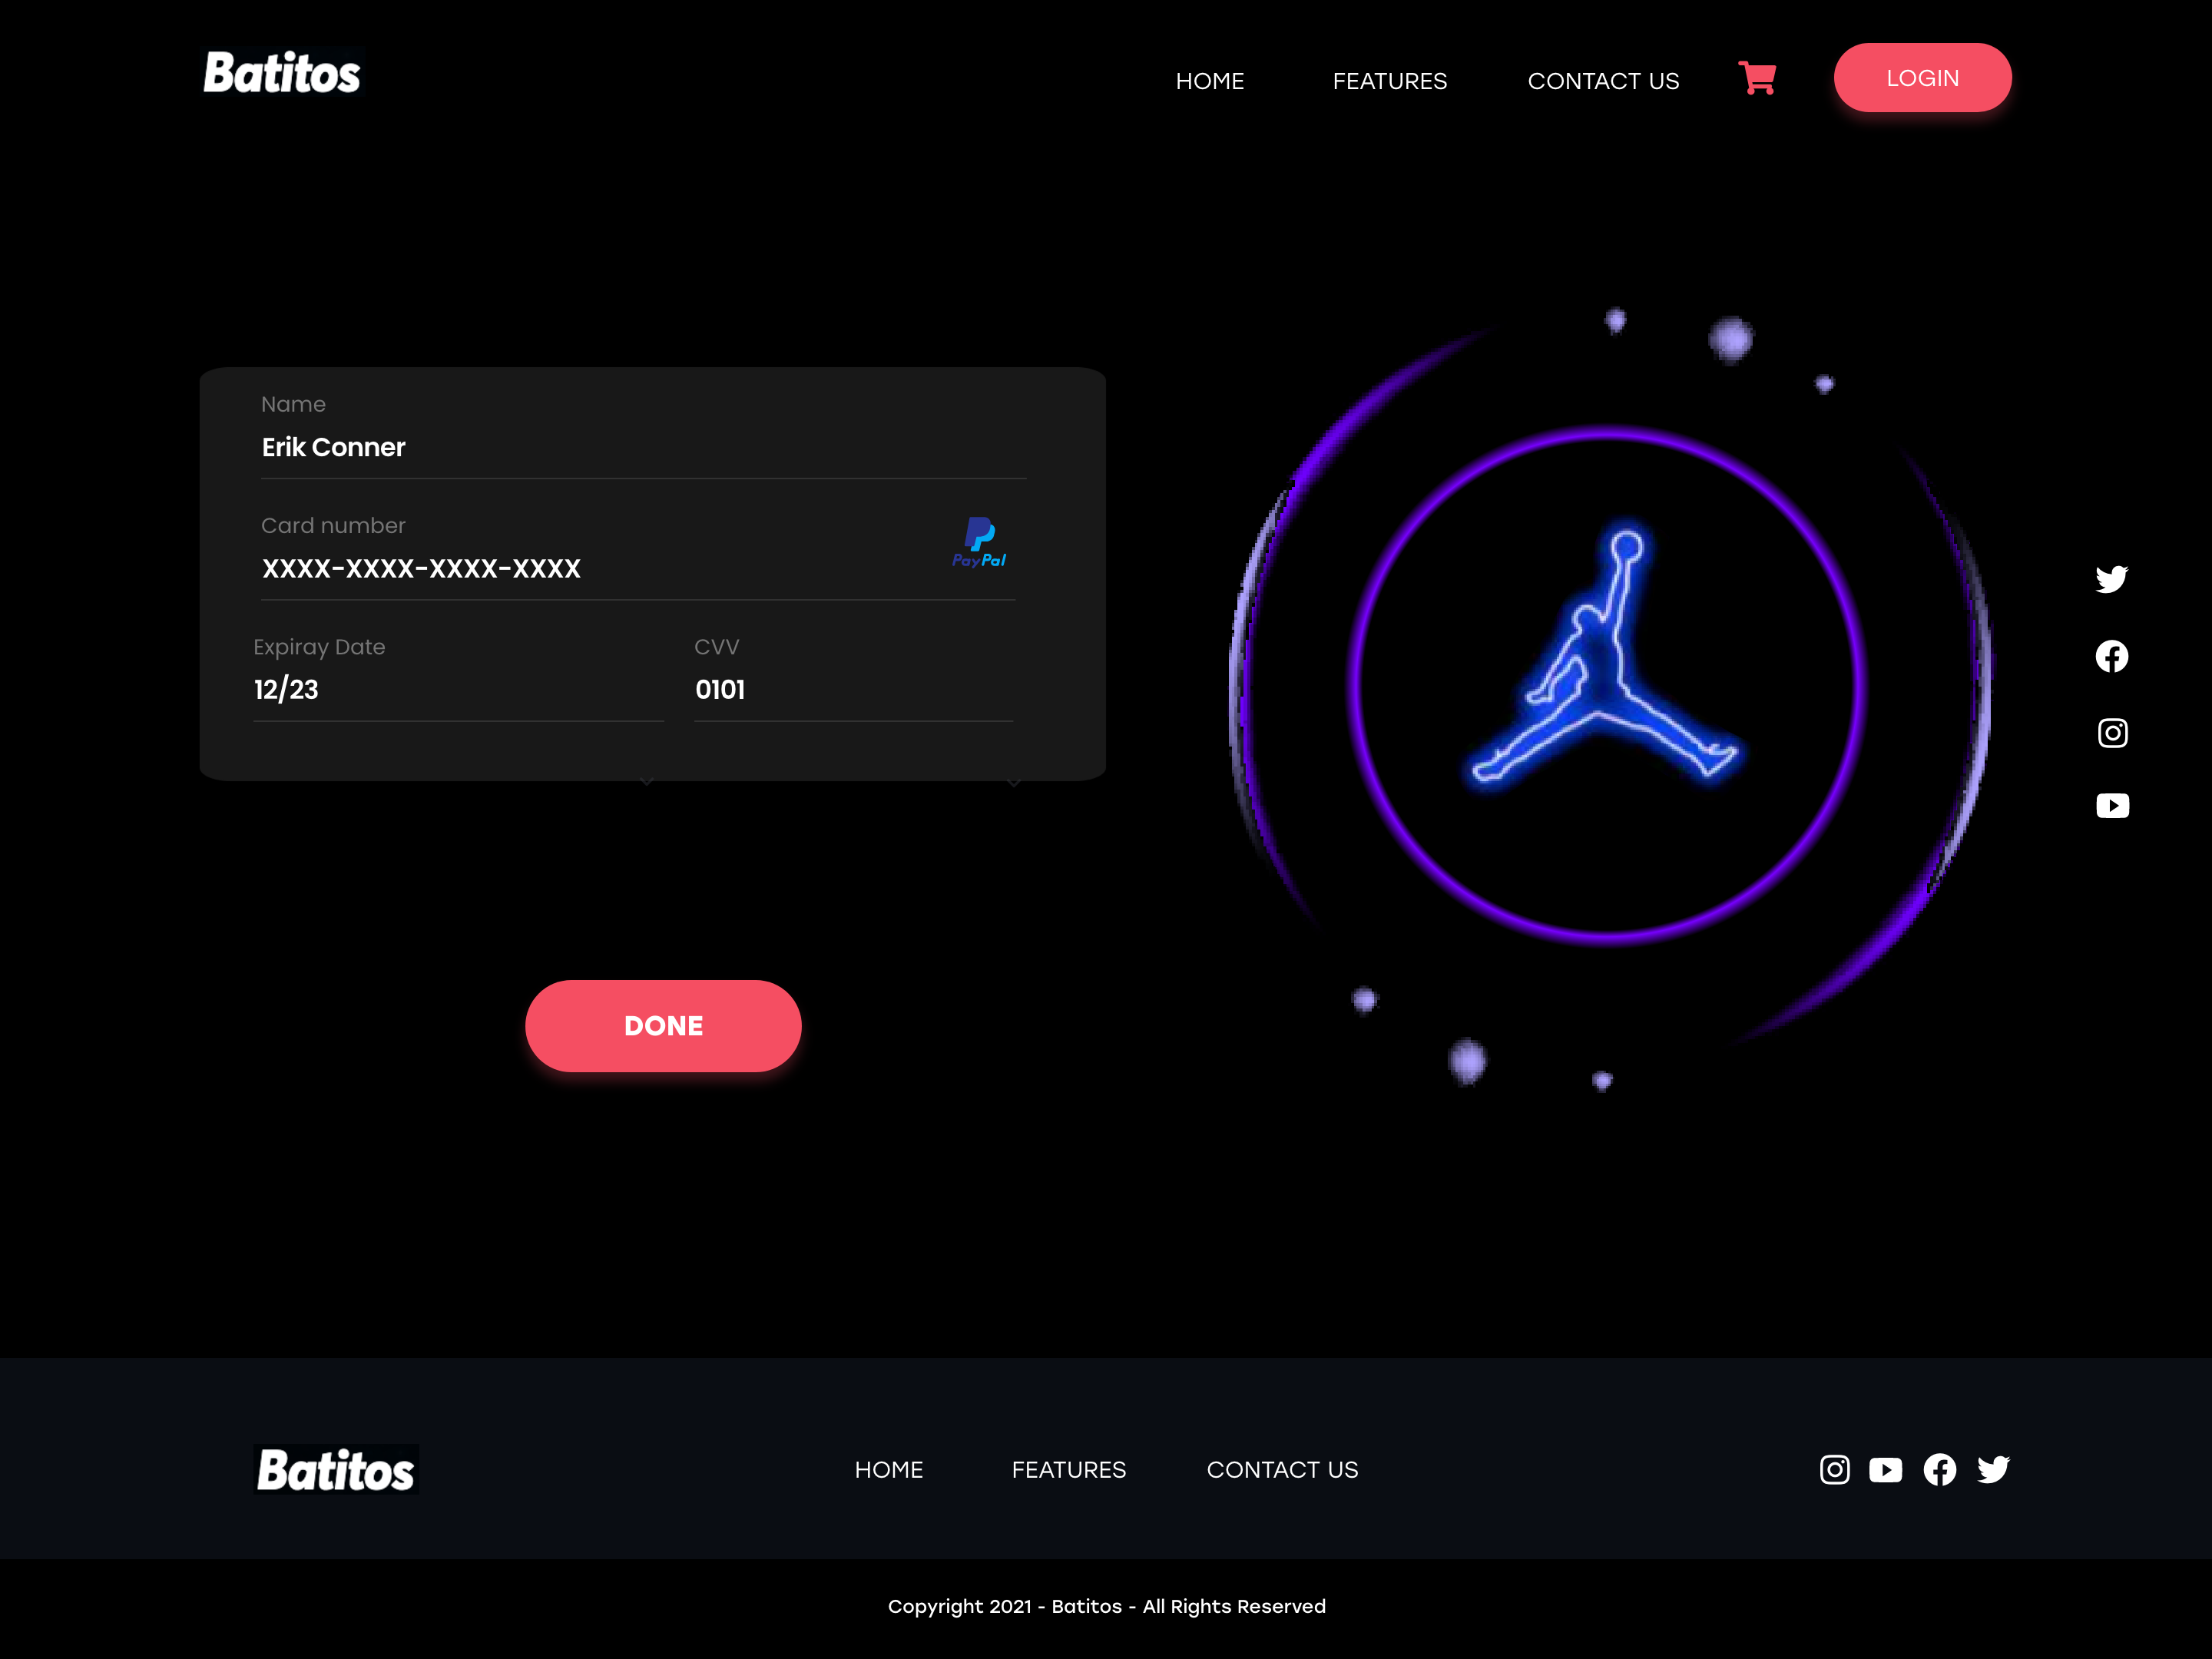 Batitos
HOME FEATURES CONTACT US LOGIN
Name
Erik Conner
Card number
XXXX-XXXX-XXXX-XXXX
PayPal
Expiray Date CVV
12/23 0101
DONE
Batitos
HOME FEATURES CONTACT US
Copyright 2021 - Batitos - All Rights Reserved